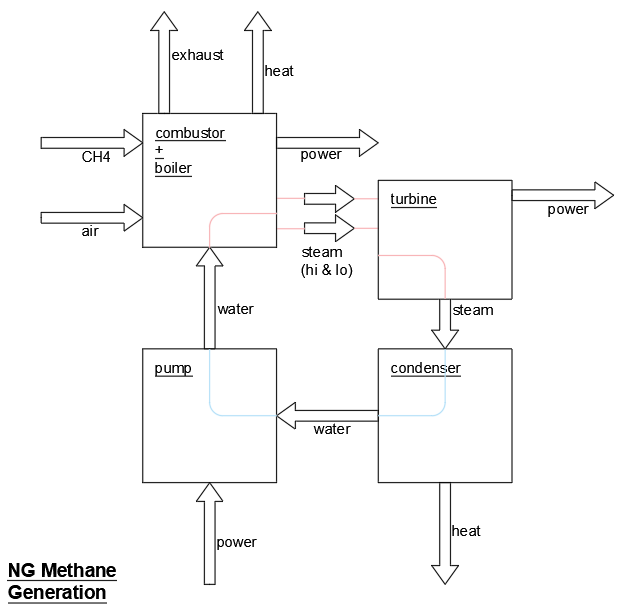 exhaust
heat
combustor
+
boiler
CH4
power
air
steam
(hi & lo)
turbine
power
water
steam
pump
condenser
water
power
heat
NG Methane
Generation